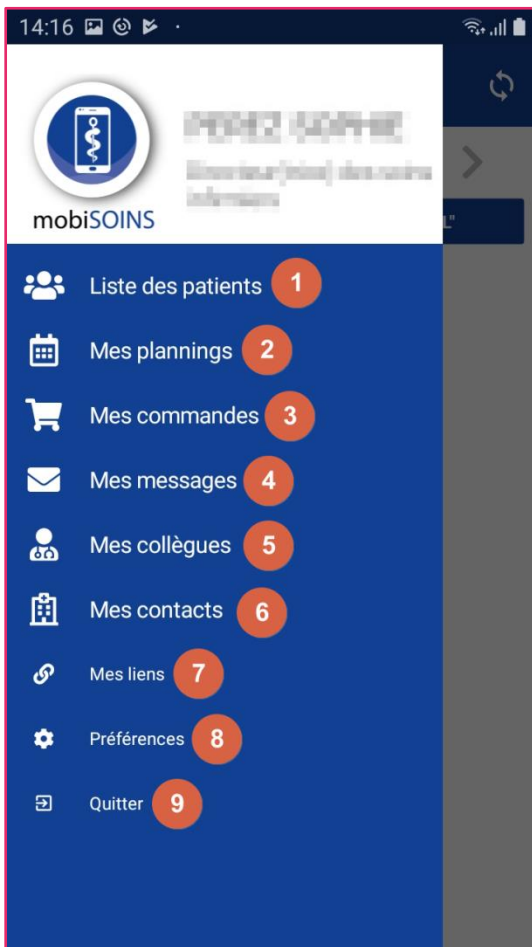 14:16
mobiSOINS
L"
Liste des patients 1
Mes plannings 2
Mes commandes 3
Mes messages 4
Mes collègues 5
Mes contacts 6
Mes liens 7
Préférences 8
Quitter 9